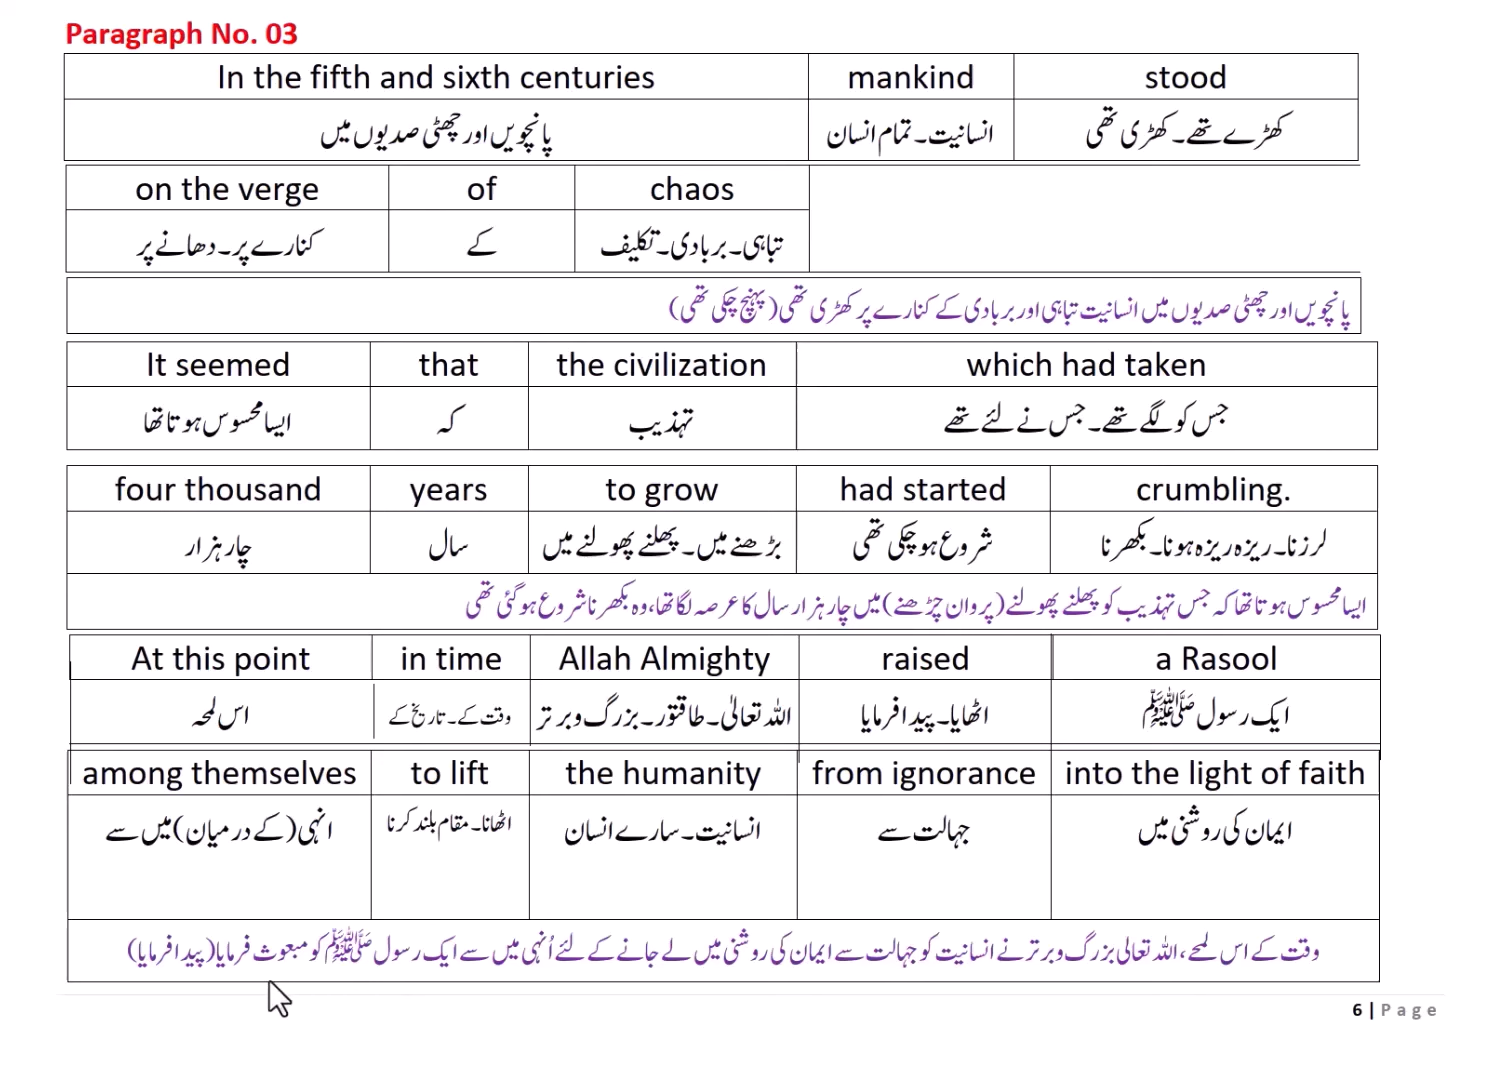 Paragraph No. 03
In the fifth and sixth centuries mankind stood
پانچویں اور چھٹی صدیوں میں انسانیت۔ تمام انسان کھڑے تھے۔ کھڑی تھی
on the verge of chaos
کنارے پر۔ دھانے پر کے تباہی۔ بربادی۔ تکلیف
پانچویں اور چھٹی صدیوں میں انسانیت تباہی اور بربادی کے کنارے پر کھڑی تھی (پہنچ چکی تھی)
It seemed that the civilization which had taken
ایسا محسوس ہوتا تھا کہ تہذیب جس کو لگے تھے۔ جس نے لئے تھے
four thousand years to grow had started crumbling.
چار ہزار سال بڑھنے میں۔ پھلنے پھولنے میں شروع ہو چکی تھی لرزنا۔ ریزہ ریزہ ہونا۔ بکھرنا
ایسا محسوس ہوتا تھا کہ جس تہذیب کو پھلنے پھولنے (پروان چڑھنے) میں چار ہزار سال کا عرصہ لگا تھا، وہ بکھرنا شروع ہو گئی تھی
At this point in time Allah Almighty raised a Rasool
اس لمحہ وقت کے۔ تاریخ کے اللہ تعالیٰ۔ طاقتور۔ بزرگ و برتر اٹھایا۔ پیدا فرمایا ایک رسول ﷺ
among themselves to lift the humanity from ignorance into the light of faith
انہی (کے درمیان) میں سے اٹھانا۔ مقام بلند کرنا انسانیت۔ سارے انسان جہالت سے ایمان کی روشنی میں
وقت کے اس لمحے، اللہ تعالی بزرگ و برتر نے انسانیت کو جہالت سے ایمان کی روشنی میں لے جانے کے لئے اُنہی میں سے ایک رسول ﷺ کو مبعوث فرمایا (پیدا فرمایا)
6 | Page